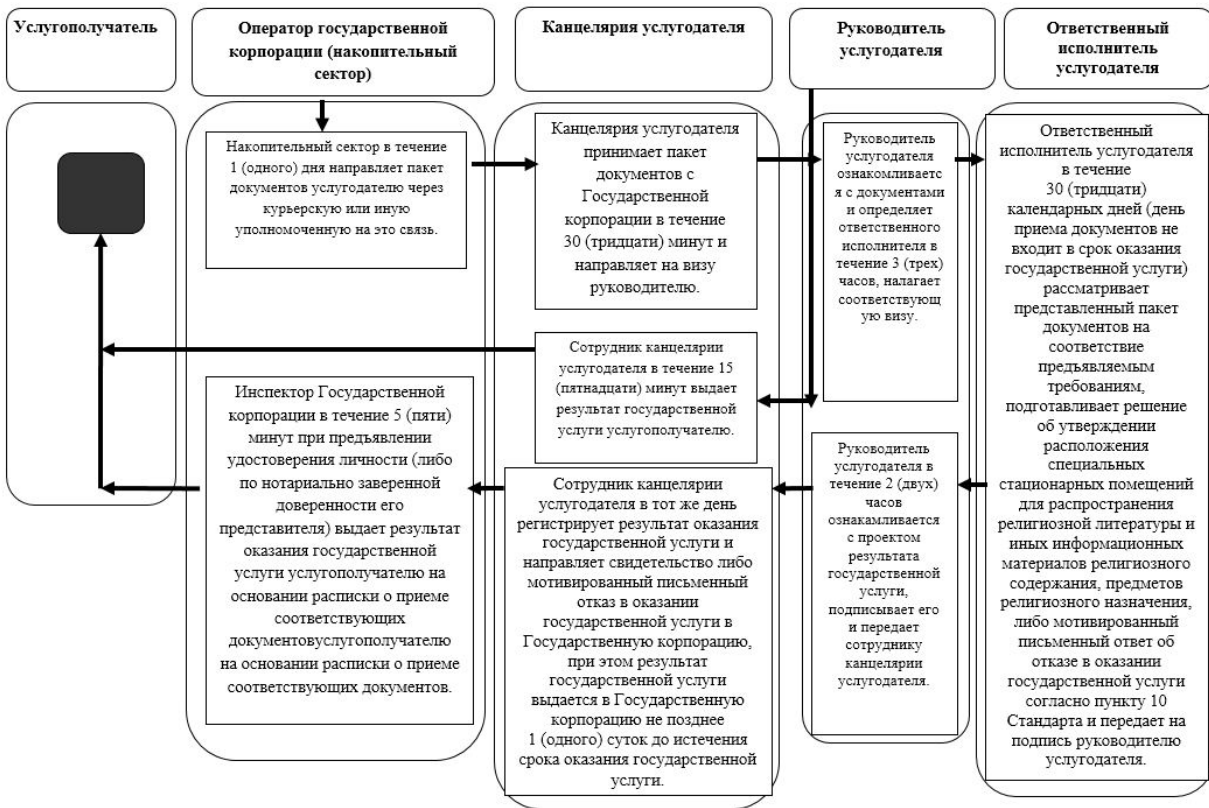 Услугополучатель
Оператор государственной
корпорации (накопительный
сектор)
Канцелярия услугодателя
Руководитель
услугодателя
Ответственный
исполнитель
услугодателя
Накопительный сектор в течение
1 (одного) дня направляет пакет
документов услугодателю через
курьерскую или иную
уполномоченную на это связь.
Канцелярия услугодателя
принимает пакет
документов с
Государственной
корпорации в течение
30 (тридцати) минут и
направляет на визу
руководителю.
Руководитель
услугодателя
ознакомливаетс
я с документами
и определяет
ответственного
исполнителя в
течение 3 (трех)
часов, налагает
соответствующ
ую визу.
Ответственный
исполнитель услугодателя
в течение
30 (тридцати)
календарных дней (день
приема документов не
входит в срок оказания
государственной услуги)
рассматривает
представленный пакет
документов на
соответствие
предъявляемым
требованиям,
подготавливает решение
об утверждении
расположения
специальных
стационарных помещений
для распространения
религиозной литературы и
иных информационных
материалов религиозного
содержания, предметов
религиозного назначения,
либо мотивированный
письменный ответ об
отказе в оказании
государственной услуги
согласно пункту 10
Стандарта и передает на
подпись руководителю
услугодателя.
Сотрудник канцелярии
услугодателя в течение 15
(пятнадцати) минут выдает
результат государственной
услуги услугополучателю.
Инспектор Государственной
корпорации в течение 5 (пяти)
минут при предъявлении
удостоверения личности (либо
по нотариально заверенной
доверенности его
представителя) выдает результат
оказания государственной
услуги услугополучателю на
основании расписки о приеме
соответствующих
документовуслугополучателю
на основании расписки о приеме
соответствующих документов.
Сотрудник канцелярии
услугодателя в тот же день
регистрирует результат оказания
государственной услуги и
направляет свидетельство либо
мотивированный письменный
отказ в оказании
государственной услуги в
Государственную корпорацию,
при этом результат
государственной услуги
выдается в Государственную
корпорацию не позднее
1 (одного) суток до истечения
срока оказания государственной
услуги.
Руководитель
услугодателя в
течение 2 (двух)
часов
ознакамливается
с проектом
результата
государственной
услуги,
подписывает его
и передает
сотруднику
канцелярии
услугодателя.